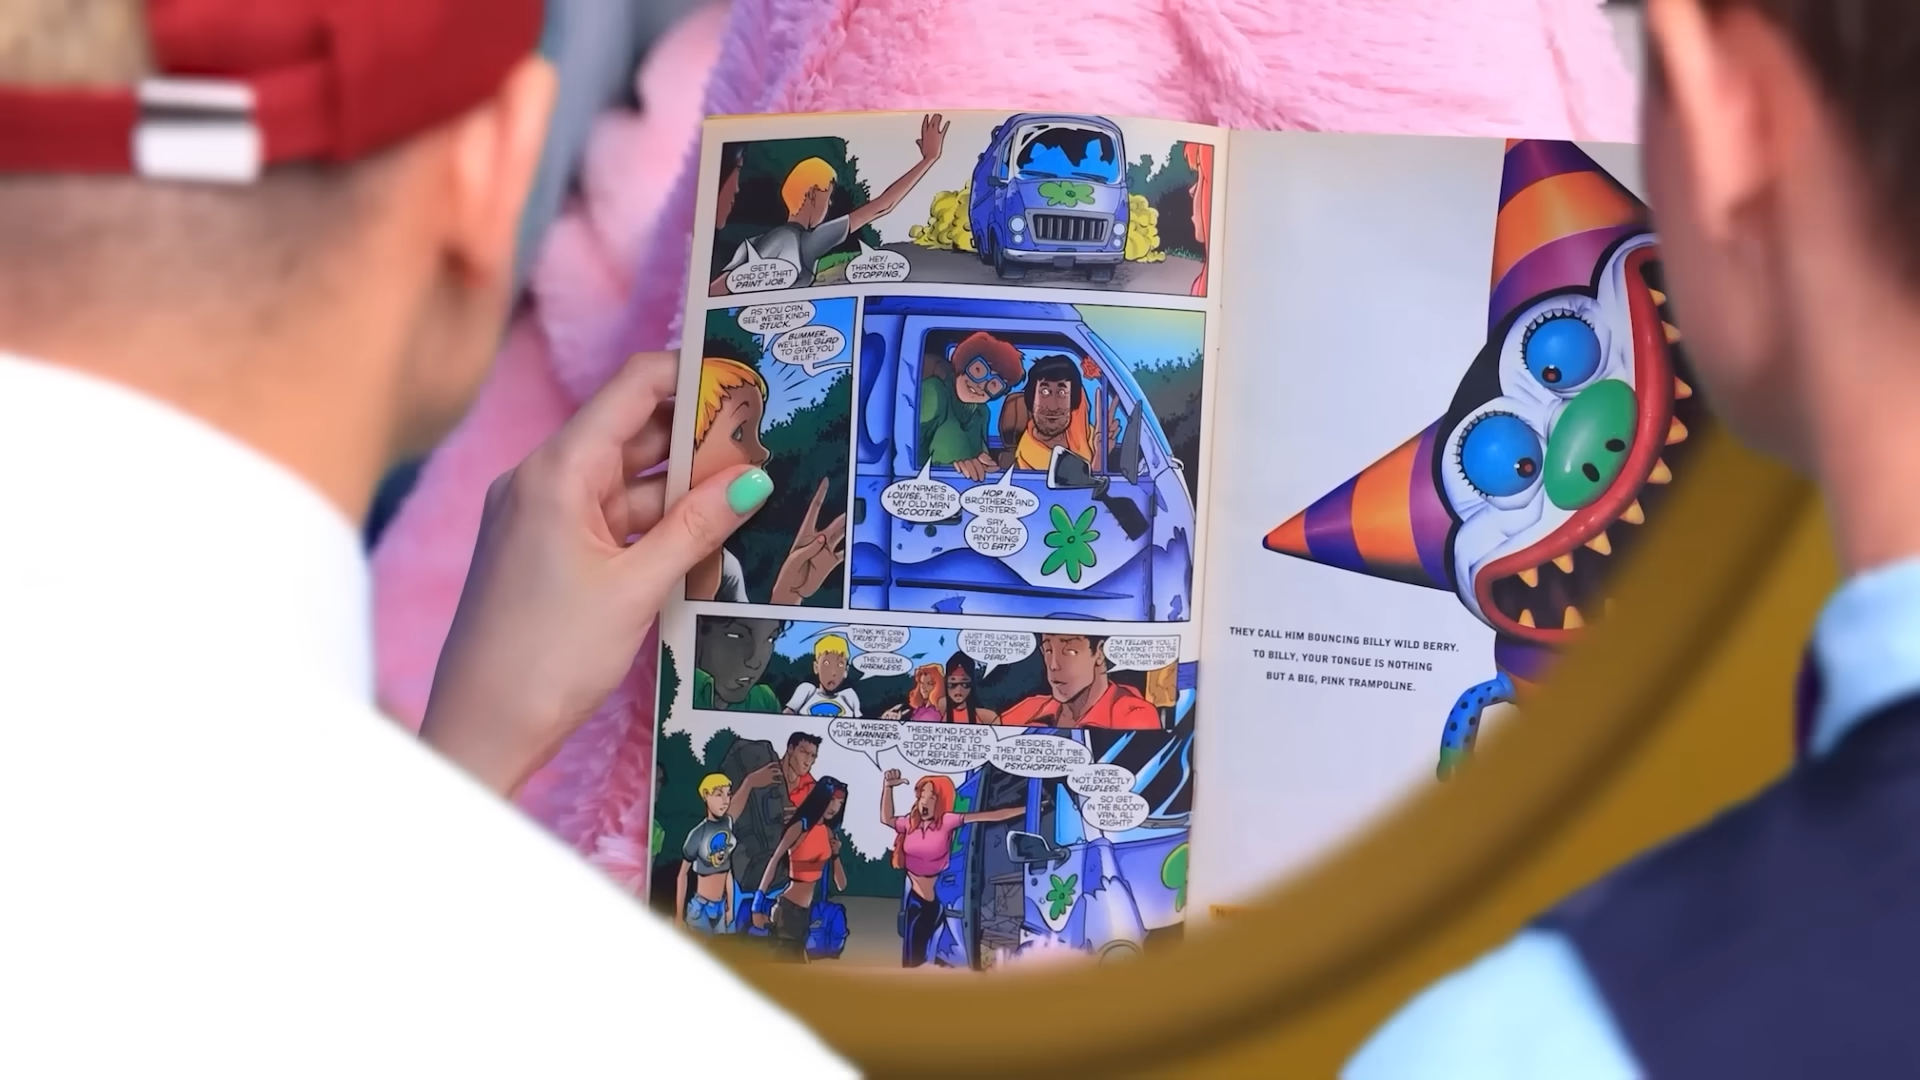 GET A
LOAD OF THAT
PAINT JOB.
HEY!
THANKS FOR
STOPPING.
AS YOU CAN
SEE, WE'RE KINDA
STUCK.
BUMMER.
WE'LL BE GLAD
TO GIVE YOU
A LIFT.
MY NAME'S
LOUISE, THIS IS
MY OLD MAN
SCOOTER.
HOP IN,
BROTHERS AND
SISTERS.
SAY,
D'YOU GOT
ANYTHING
TO EAT?
THINK WE CAN
TRUST THESE
GUYS?
THEY SEEM
HARMLESS.
JUST AS LONG AS
THEY DON'T MAKE
US LISTEN TO THE
DEAD.
I'M TELLING YOU, I
CAN MAKE IT TO THE
NEXT TOWN FASTER
THEN THAT VAN.
ACH, WHERE'S
YUIR MANNERS,
PEOPLE?
THESE KIND FOLKS
DIDN'T HAVE TO
STOP FOR US. LET'S
NOT REFUSE THEIR
HOSPITALITY.
BESIDES, IF
THEY TURN OUT T'BE
A PAIR O' DERANGED
PSYCHOPATHS...
...WE'RE
NOT EXACTLY
HELPLESS.
SO GET
IN THE BLOODY
VAN, ALL
RIGHT?
THEY CALL HIM BOUNCING BILLY WILD BERRY.
TO BILLY, YOUR TONGUE IS NOTHING
BUT A BIG, PINK TRAMPOLINE.